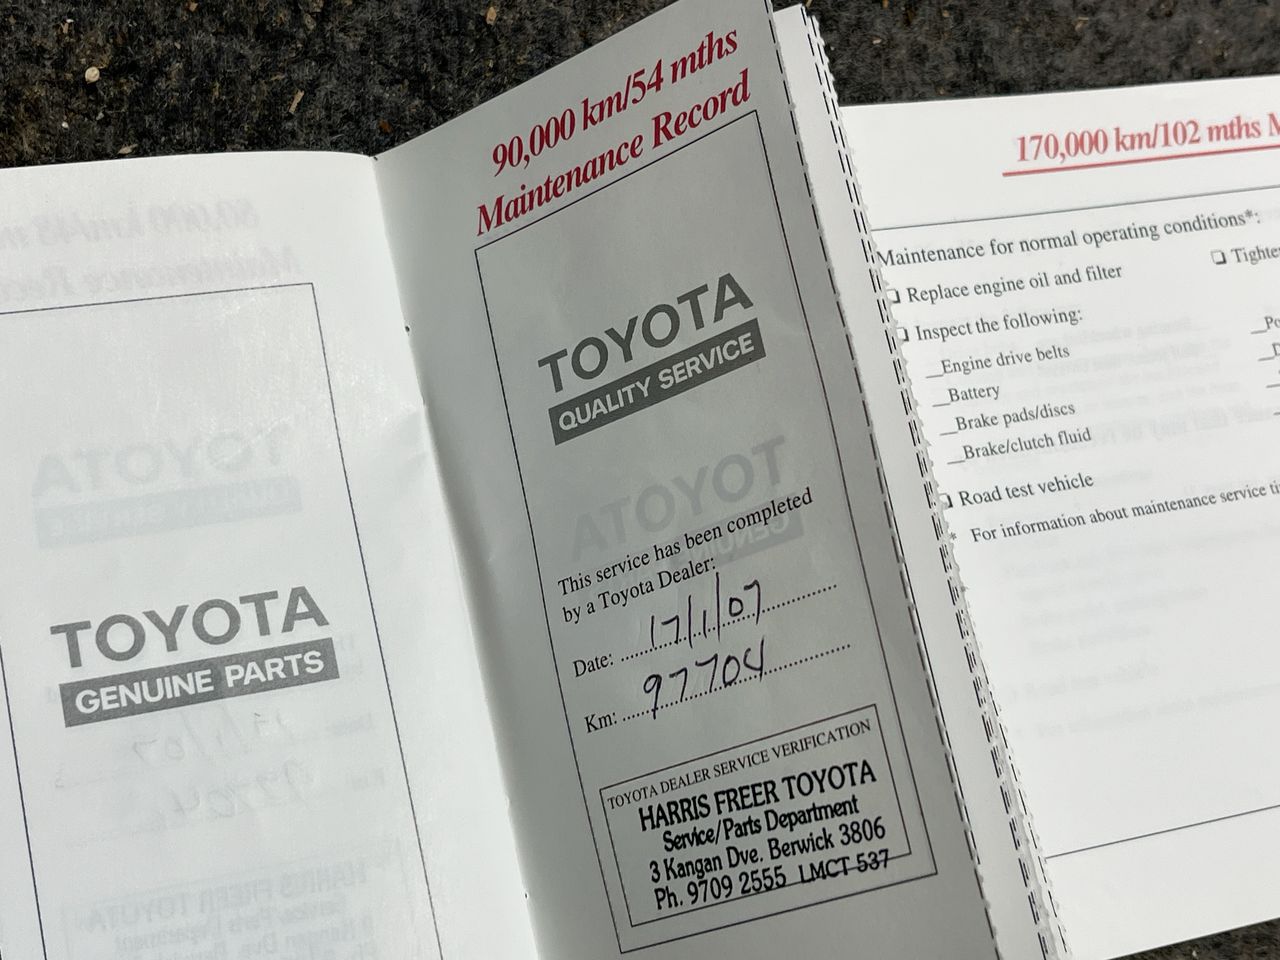 TOYOTA
GENUINE PARTS
90,000 km/54 mths
Maintenance Record
TOYOTA
QUALITY SERVICE
This service has been completed
by a Toyota Dealer:
Date: 17/1/07
Km: 97704
TOYOTA DEALER SERVICE VERIFICATION
HARRIS FREER TOYOTA
Service/Parts Department
3 Kangan Dve. Berwick 3806
Ph. 9709 2555 LMCT 537
170,000 km/102 mths
Maintenance for normal operating conditions*:
Replace engine oil and filter
Inspect the following:
Engine drive belts
Battery
Brake pads/discs
Brake/clutch fluid
Road test vehicle
* For information about maintenance service